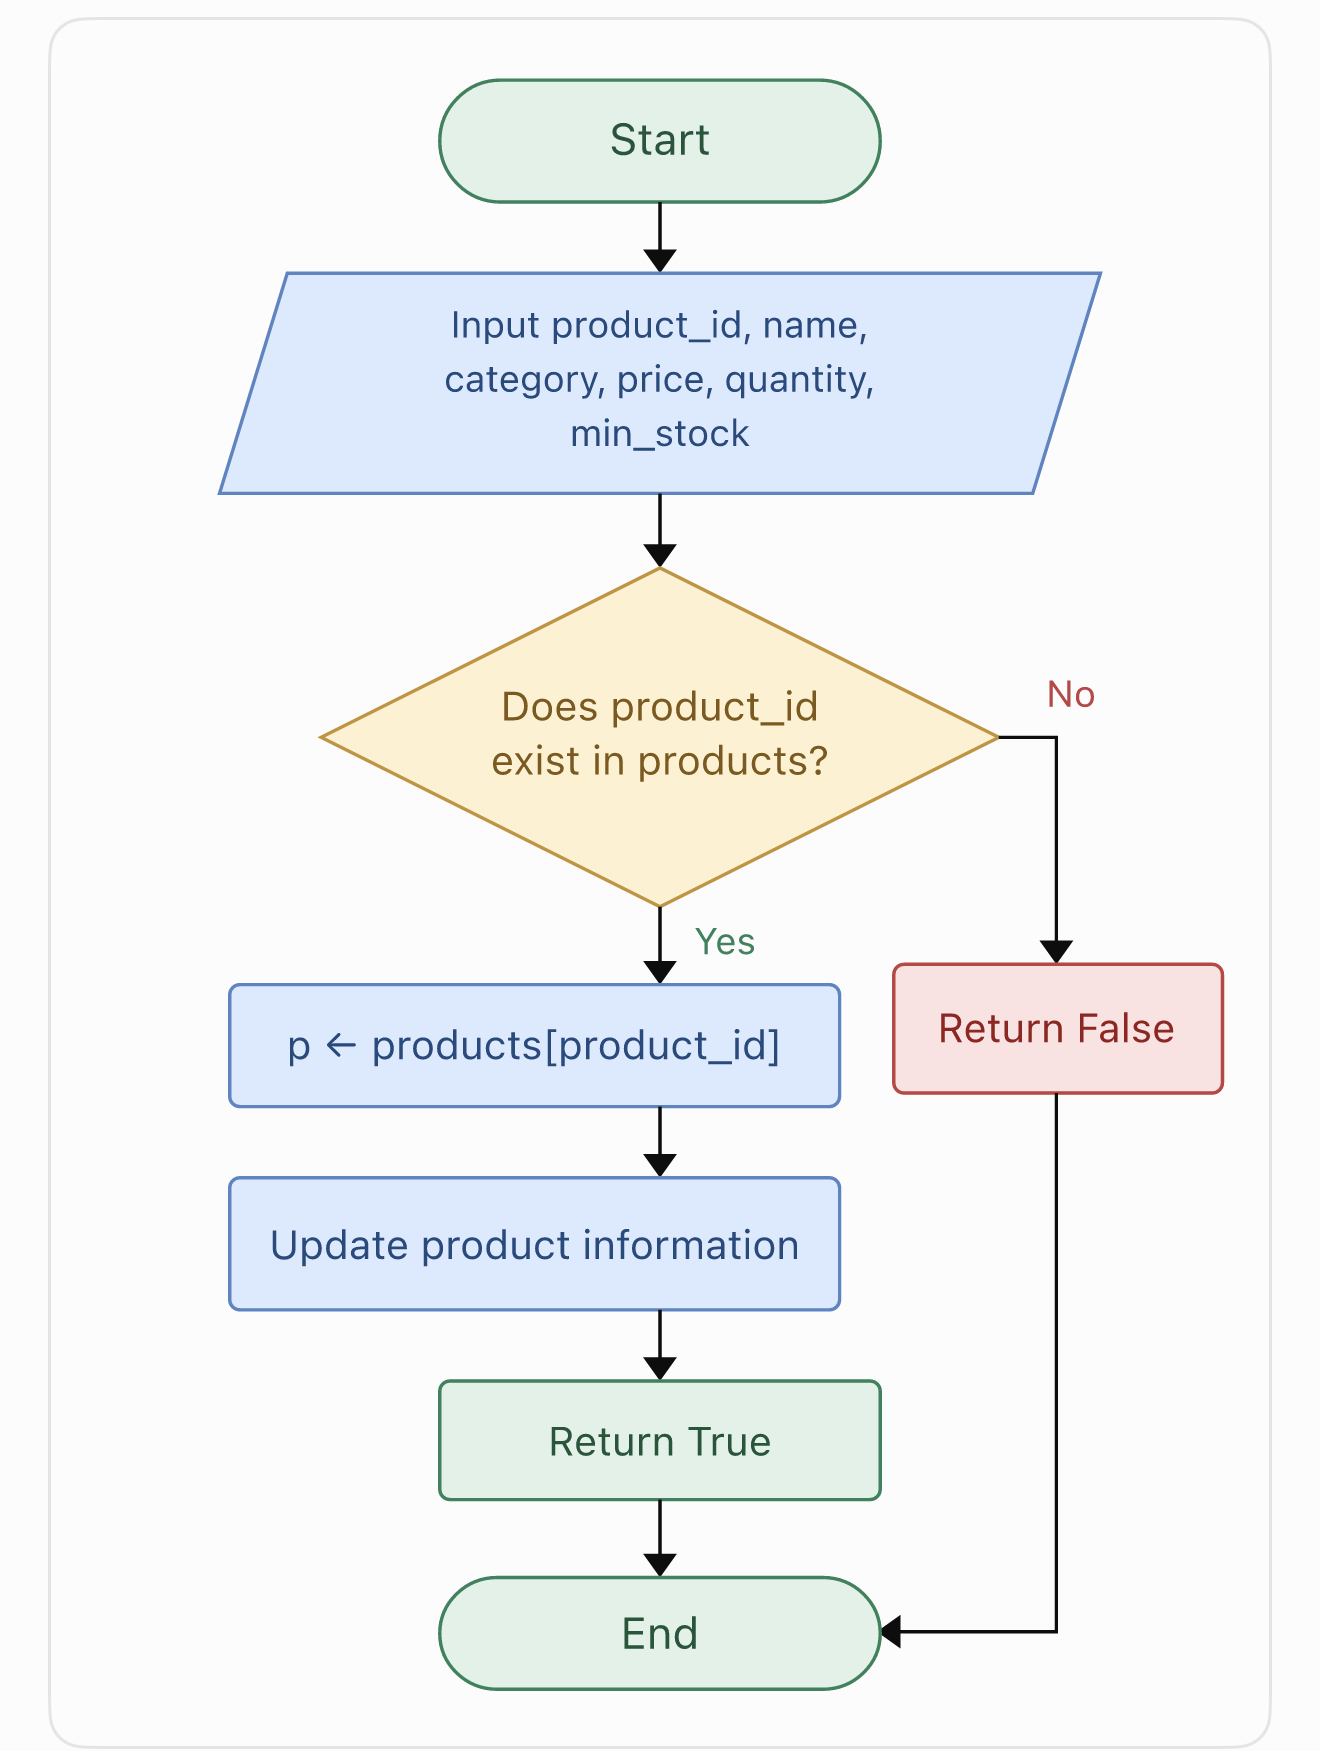 Start
Input product_id, name,
category, price, quantity,
min_stock
Does product_id
exist in products?
No
Yes
p ← products[product_id]
Return False
Update product information
Return True
End